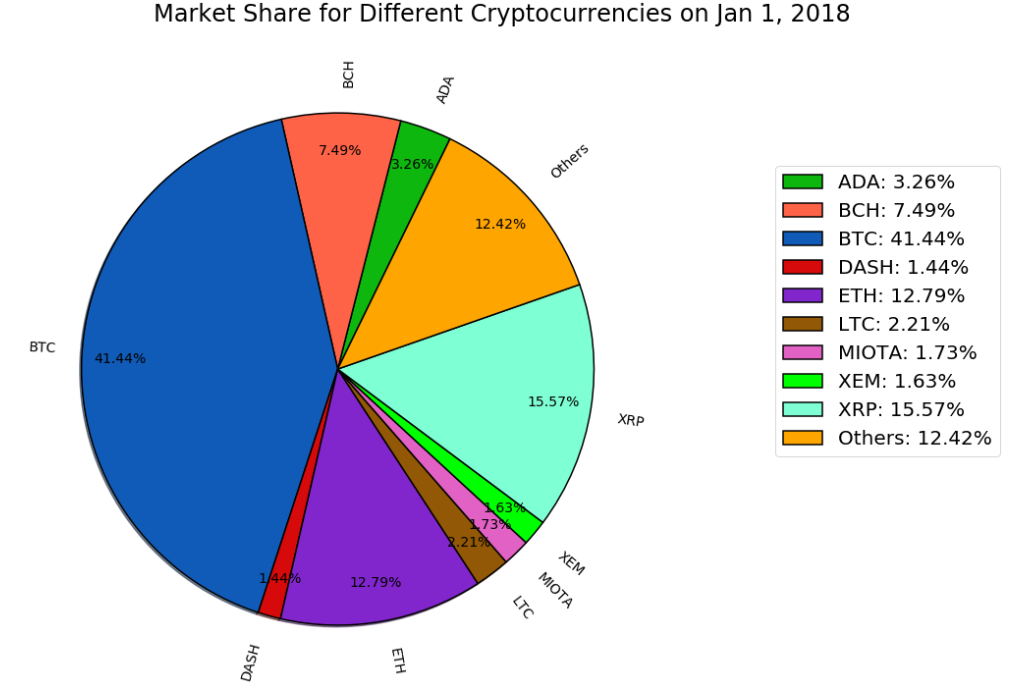 Market Share for Different Cryptocurrencies on Jan 1, 2018
BCH
ADA
Others
7.49%
3.26%
12.42%
BTC
41.44%
15.57%
XRP
1.63%
1.73%
2.21%
1.44%
12.79%
XEM
MIOTA
LTC
DASH
ETH
ADA: 3.26%
BCH: 7.49%
BTC: 41.44%
DASH: 1.44%
ETH: 12.79%
LTC: 2.21%
MIOTA: 1.73%
XEM: 1.63%
XRP: 15.57%
Others: 12.42%